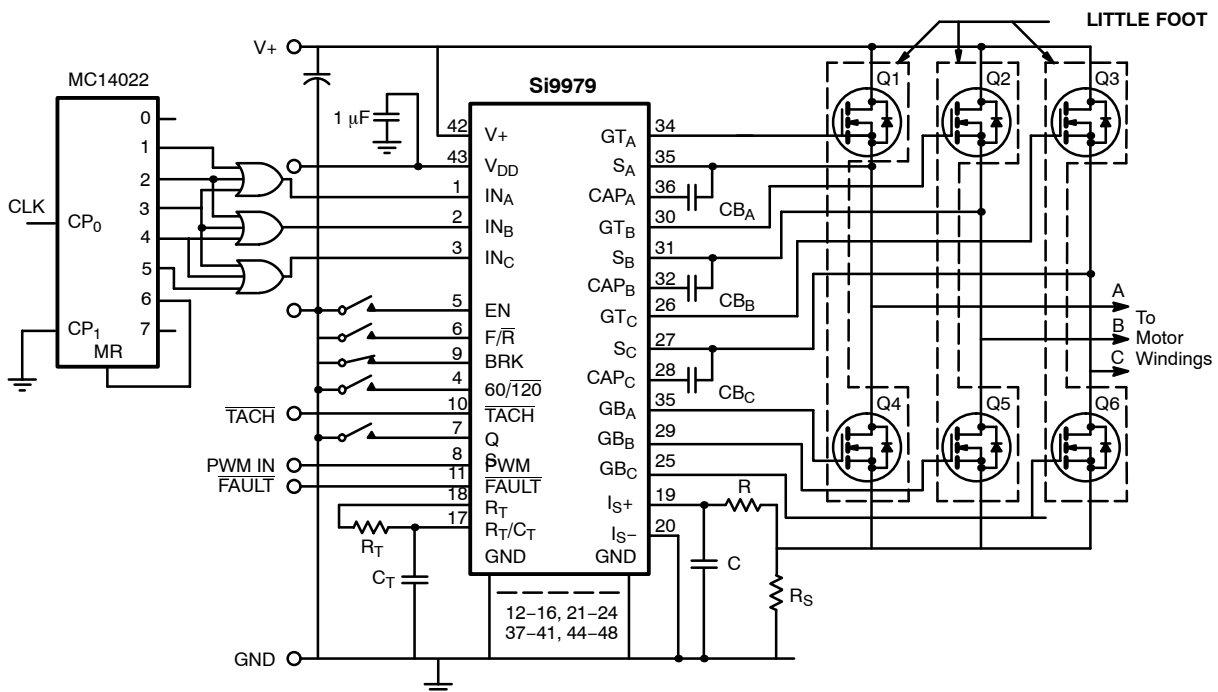 LITTLE FOOT
V+
MC14022
Si9979
Q1
Q2
Q3
0
1
2
3
4
5
6
7
CLK
CP0
CP1
MR
1 μF
42
V+
43
VDD
1
INA
2
INB
3
INC
5
EN
6
F/R̅
9
BRK
4
60/1̅2̅0̅
10
T̅A̅C̅H̅
T̅A̅C̅H̅
7
QS
8
PWM
PWM IN
11
F̅A̅U̅L̅T̅
F̅A̅U̅L̅T̅
18
RT
17
RT/CT
RT
CT
GND
GND
12−16, 21−24
37−41, 44−48
GTA
34
SA
35
CAPA
36
CBA
GTB
30
SB
31
CAPB
32
CBB
GTC
26
SC
27
CAPC
28
CBC
GBA
35
GBB
29
GBC
25
IS+
19
IS−
20
R
C
RS
A
B
C
To
Motor
Windings
Q4
Q5
Q6
GND